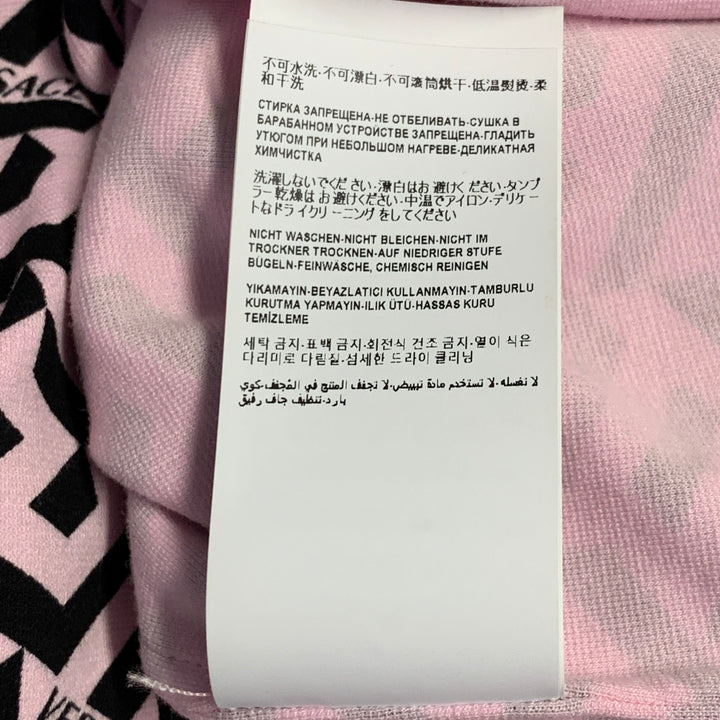 SACE
不可水洗-不可漂白-不可滚筒烘干-低温熨烫-柔
和干洗
СТИРКА ЗАПРЕЩЕНА-НЕ ОТБЕЛИВАТЬ-СУШКА В
БАРАБАННОМ УСТРОЙСТВЕ ЗАПРЕЩЕНА-ГЛАДИТЬ
УТЮГОМ ПРИ НЕБОЛЬШОМ НАГРЕВЕ-ДЕЛИКАТНАЯ
ХИМЧИСТКА
洗濯しないでください-漂白はお避けください-タンブ
ラー乾燥はお避けください-中温でアイロン-デリケー
トなドライクリーニングをしてください
NICHT WASCHEN-NICHT BLEICHEN-NICHT IM
TROCKNER TROCKNEN-AUF NIEDRIGER STUFE
BÜGELN-FEINWÄSCHE, CHEMISCH REINIGEN
YIKAMAYIN-BEYAZLATICI KULLANMAYIN-TAMBURLU
KURUTMA YAPMAYIN-ILIK ÜTÜ-HASSAS KURU
TEMİZLEME
세탁 금지-표백 금지-회전식 건조 금지-열이 식은
다리미로 다림질-섬세한 드라이 클리닝
لا نغسله-لا تستخدم مادة تبييض-لا نجفف المنتج في المُجفف-كوي
بارد-تنظيف جاف رفيق
VER